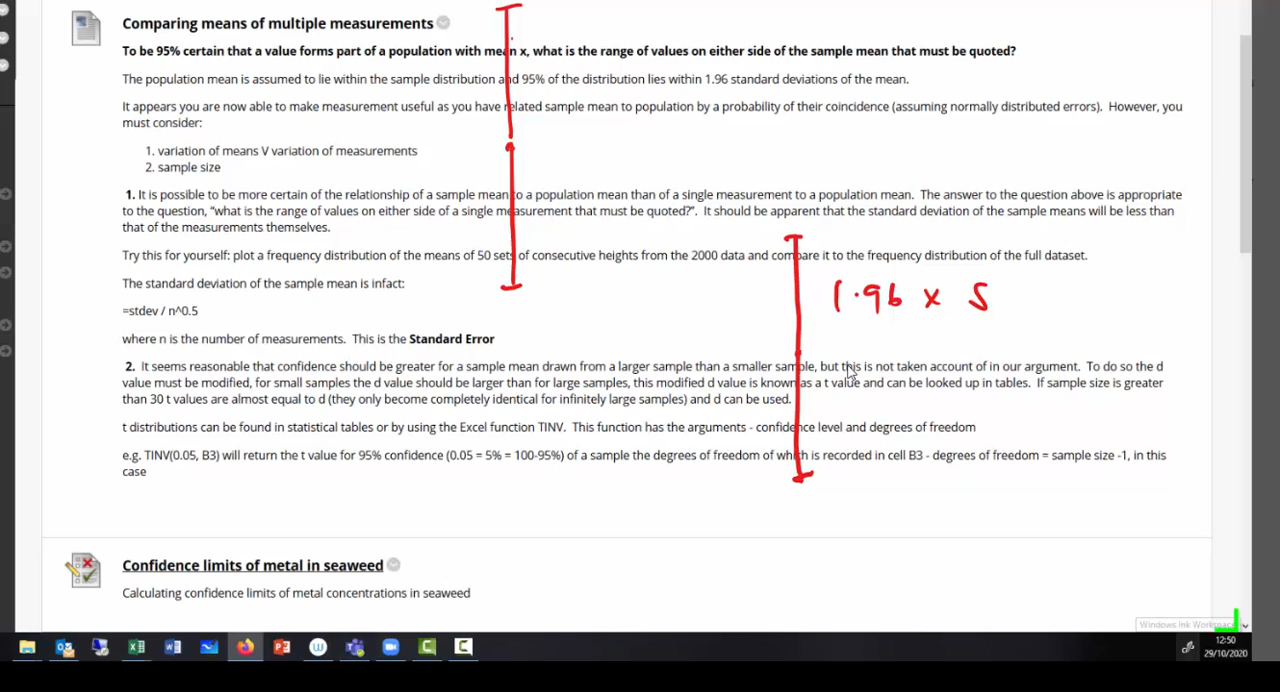 Comparing means of multiple measurements
To be 95% certain that a value forms part of a population with mean x, what is the range of values on either side of the sample mean that must be quoted?
The population mean is assumed to lie within the sample distribution and 95% of the distribution lies within 1.96 standard deviations of the mean.
It appears you are now able to make measurement useful as you have related sample mean to population by a probability of their coincidence (assuming normally distributed errors).  However, you
must consider:
1. variation of means V variation of measurements
2. sample size
1. It is possible to be more certain of the relationship of a sample mean to a population mean than of a single measurement to a population mean.  The answer to the question above is appropriate
to the question, "what is the range of values on either side of a single measurement that must be quoted?".  It should be apparent that the standard deviation of the sample means will be less than
that of the measurements themselves.
Try this for yourself: plot a frequency distribution of the means of 50 sets of consecutive heights from the 2000 data and compare it to the frequency distribution of the full dataset.
The standard deviation of the sample mean is infact:
1.96 x S
=stdev / n^0.5
where n is the number of measurements.  This is the Standard Error
2.  It seems reasonable that confidence should be greater for a sample mean drawn from a larger sample than a smaller sample, but this is not taken account of in our argument.  To do so the d
value must be modified, for small samples the d value should be larger than for large samples, this modified d value is known as a t value and can be looked up in tables.  If sample size is greater
than 30 t values are almost equal to d (they only become completely identical for infinitely large samples) and d can be used.
t distributions can be found in statistical tables or by using the Excel function TINV.  This function has the arguments - confidence level and degrees of freedom
e.g. TINV(0.05, B3) will return the t value for 95% confidence (0.05 = 5% = 100-95%) of a sample the degrees of freedom of which is recorded in cell B3 - degrees of freedom = sample size -1, in this
case
Confidence limits of metal in seaweed
Calculating confidence limits of metal concentrations in seaweed
Windows Ink Workspace
12:50
29/10/2020